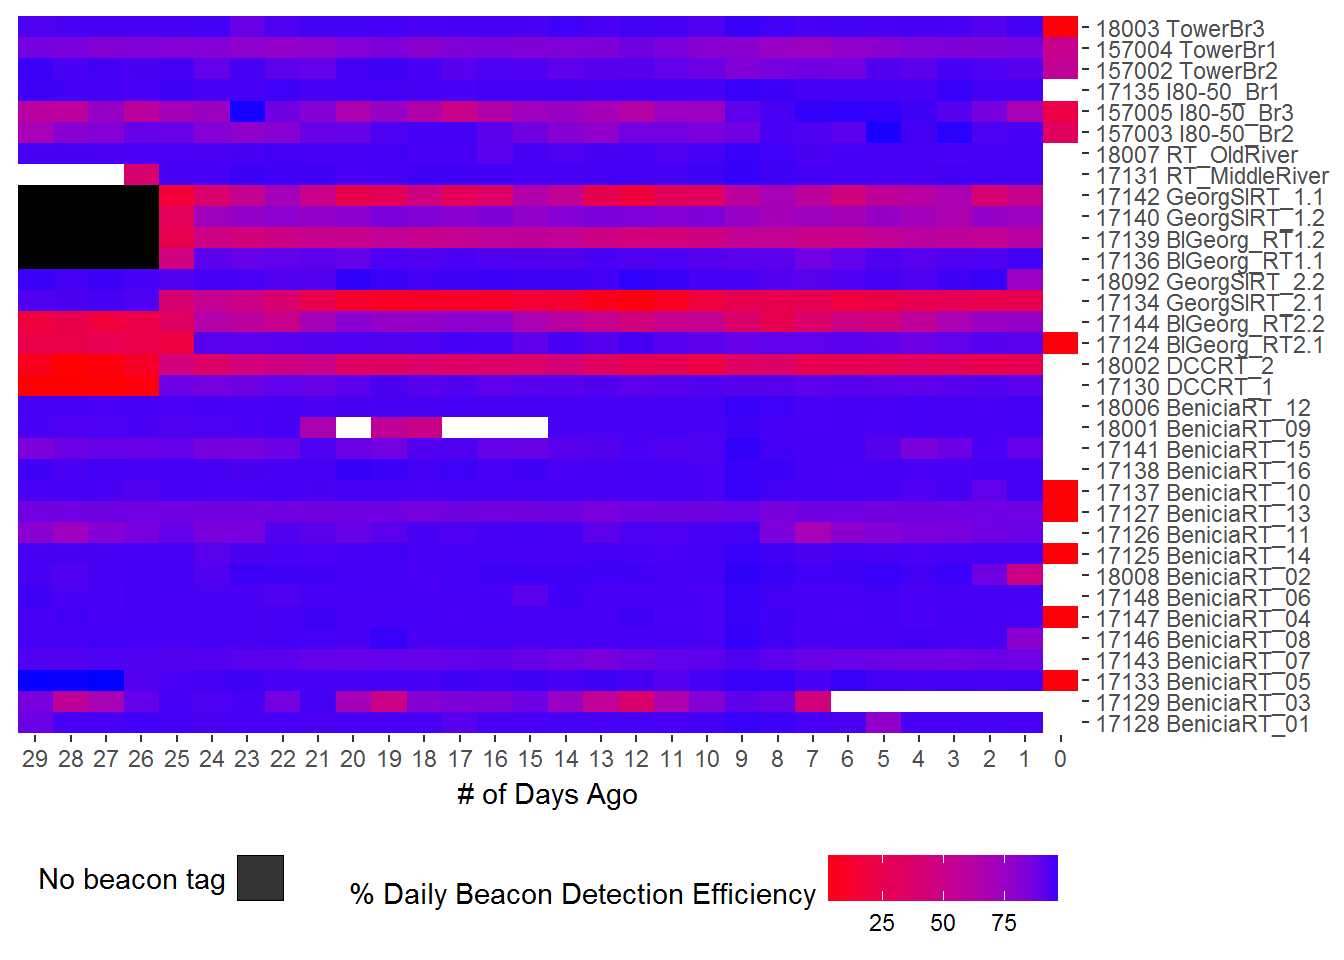 18003 TowerBr3
157004 TowerBr1
157002 TowerBr2
17135 I80-50_Br1
157005 I80-50_Br3
157003 I80-50_Br2
18007 RT_OldRiver
17131 RT_MiddleRiver
17142 GeorgSlRT_1.1
17140 GeorgSlRT_1.2
17139 BlGeorg_RT1.2
17136 BlGeorg_RT1.1
18092 GeorgSlRT_2.2
17134 GeorgSlRT_2.1
17144 BlGeorg_RT2.2
17124 BlGeorg_RT2.1
18002 DCCRT_2
17130 DCCRT_1
18006 BeniciaRT_12
18001 BeniciaRT_09
17141 BeniciaRT_15
17138 BeniciaRT_16
17137 BeniciaRT_10
17127 BeniciaRT_13
17126 BeniciaRT_11
17125 BeniciaRT_14
18008 BeniciaRT_02
17148 BeniciaRT_06
17147 BeniciaRT_04
17146 BeniciaRT_08
17143 BeniciaRT_07
17133 BeniciaRT_05
17129 BeniciaRT_03
17128 BeniciaRT_01
29 28 27 26 25 24 23 22 21 20 19 18 17 16 15 14 13 12 11 10 9 8 7 6 5 4 3 2 1 0
# of Days Ago
No beacon tag
% Daily Beacon Detection Efficiency
25 50 75